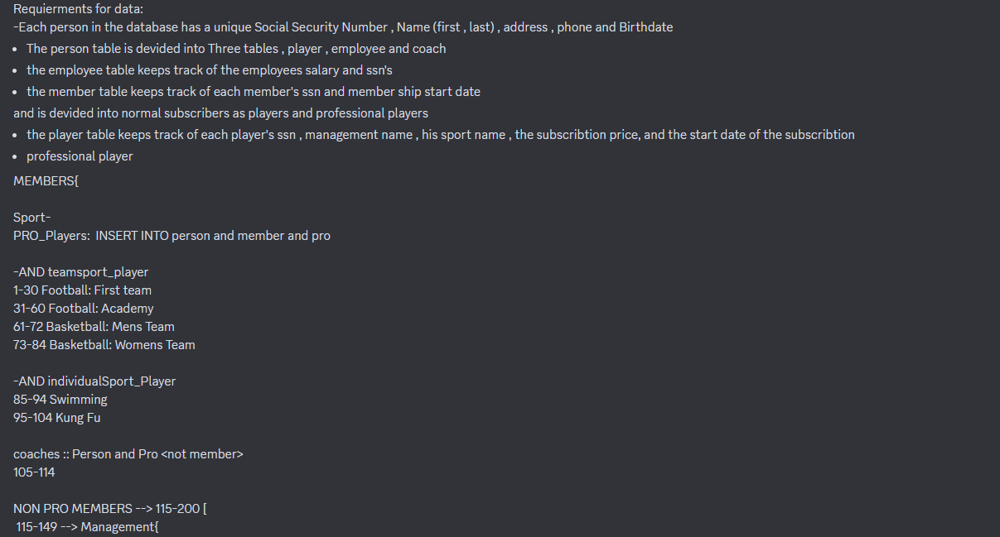 Requierments for data:
-Each person in the database has a unique Social Security Number , Name (first , last) , address , phone and Birthdate
• The person table is devided into Three tables , player , employee and coach
• the employee table keeps track of the employees salary and ssn's
• the member table keeps track of each member's ssn and member ship start date
and is devided into normal subscribers as players and professional players
• the player table keeps track of each player's ssn , management name , his sport name , the subscribtion price, and the start date of the subscribtion
• professional player
MEMBERS{
Sport-
PRO_Players:  INSERT INTO person and member and pro
-AND teamsport_player
1-30 Football: First team
31-60 Football: Academy
61-72 Basketball: Mens Team
73-84 Basketball: Womens Team
-AND individualSport_Player
85-94 Swimming
95-104 Kung Fu
coaches :: Person and Pro <not member>
105-114
NON PRO MEMBERS --> 115-200 [
115-149 --> Management{